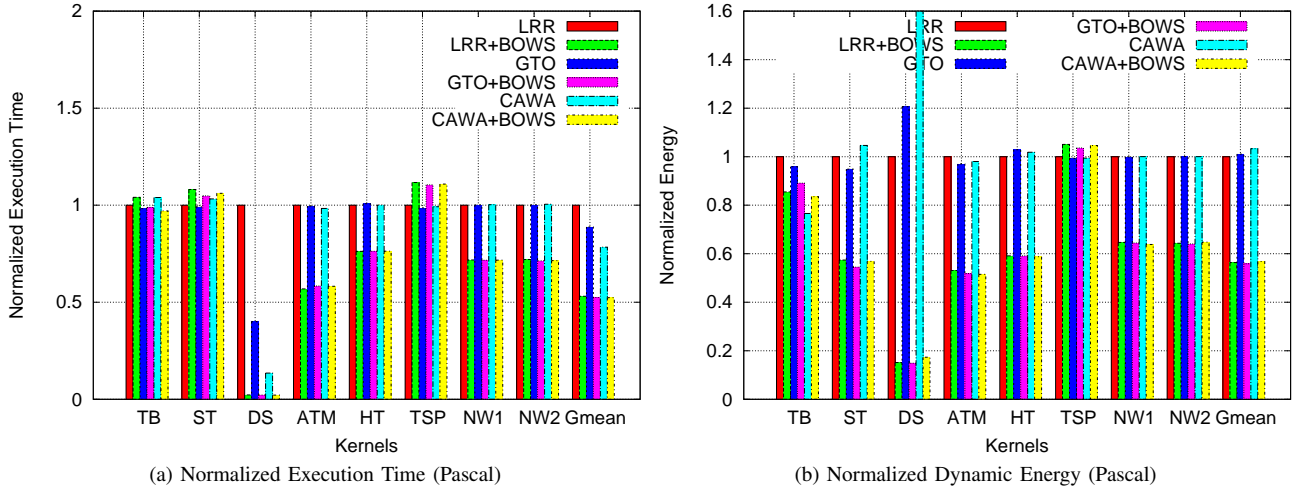 2
1.5
1
0.5
0
Normalized Execution Time
LRR
LRR+BOWS
GTO
GTO+BOWS
CAWA
CAWA+BOWS
TB ST DS ATM HT TSP NW1 NW2 Gmean
Kernels
(a) Normalized Execution Time (Pascal)
1.6
1.4
1.2
1
0.8
0.6
0.4
0.2
0
Normalized Energy
LRR
LRR+BOWS
GTO
GTO+BOWS
CAWA
CAWA+BOWS
TB ST DS ATM HT TSP NW1 NW2 Gmean
Kernels
(b) Normalized Dynamic Energy (Pascal)